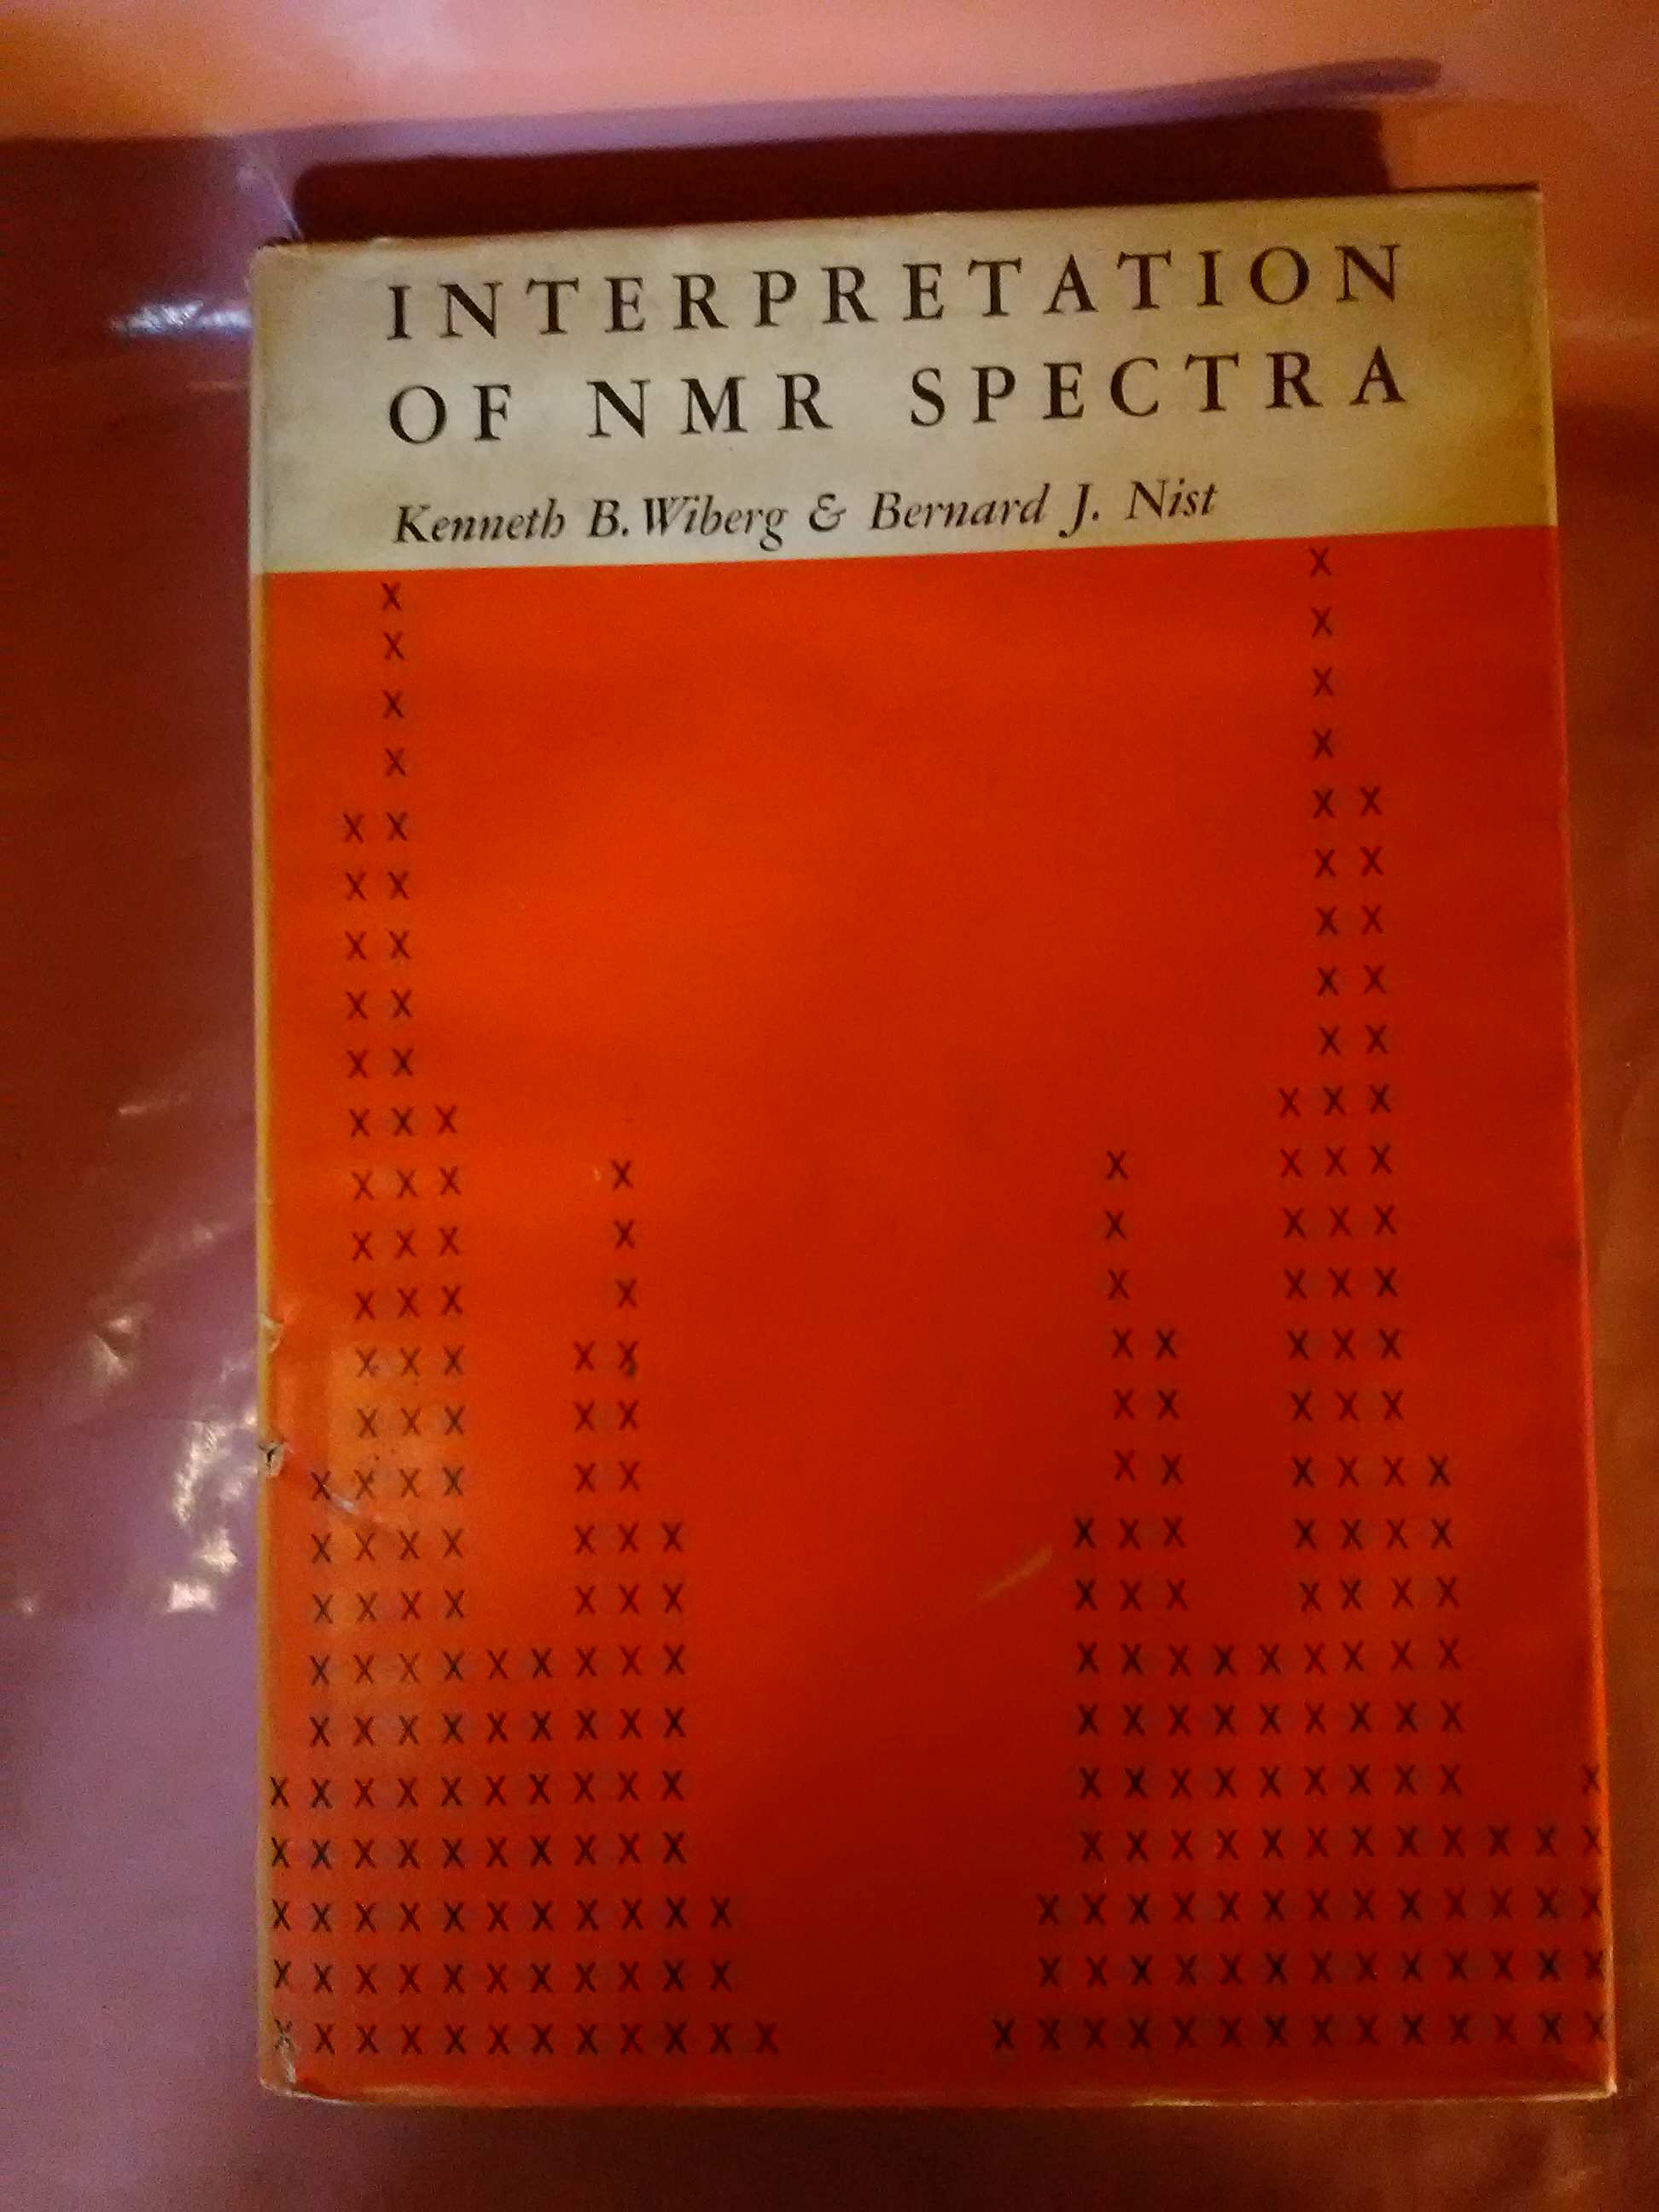 INTERPRETATION
OF NMR SPECTRA
Kenneth B. Wiberg & Bernard J. Nist
X X
X X
X X
X X
X X X X
X X X X
X X X X
X X X X
X X X X
X X X X X X
X X X X X X X X
X X X X X X X X
X X X X X X X X
X X X X X X X X X X
X X X X X X X X X X
X X X X X X X X X X X X
X X X X X X X X X X X X X X
X X X X X X X X X X X X X X
X X X X X X X X X X X X X X X X X X
X X X X X X X X X X X X X X X X X X
X X X X X X X X X X X X X X X X X X X X
X X X X X X X X X X X X X X X X X X X X X X
X X X X X X X X X X X X X X X X X X X X X X X X
X X X X X X X X X X X X X X X X X X X X X X X X
X X X X X X X X X X X X X X X X X X X X X X X X X X